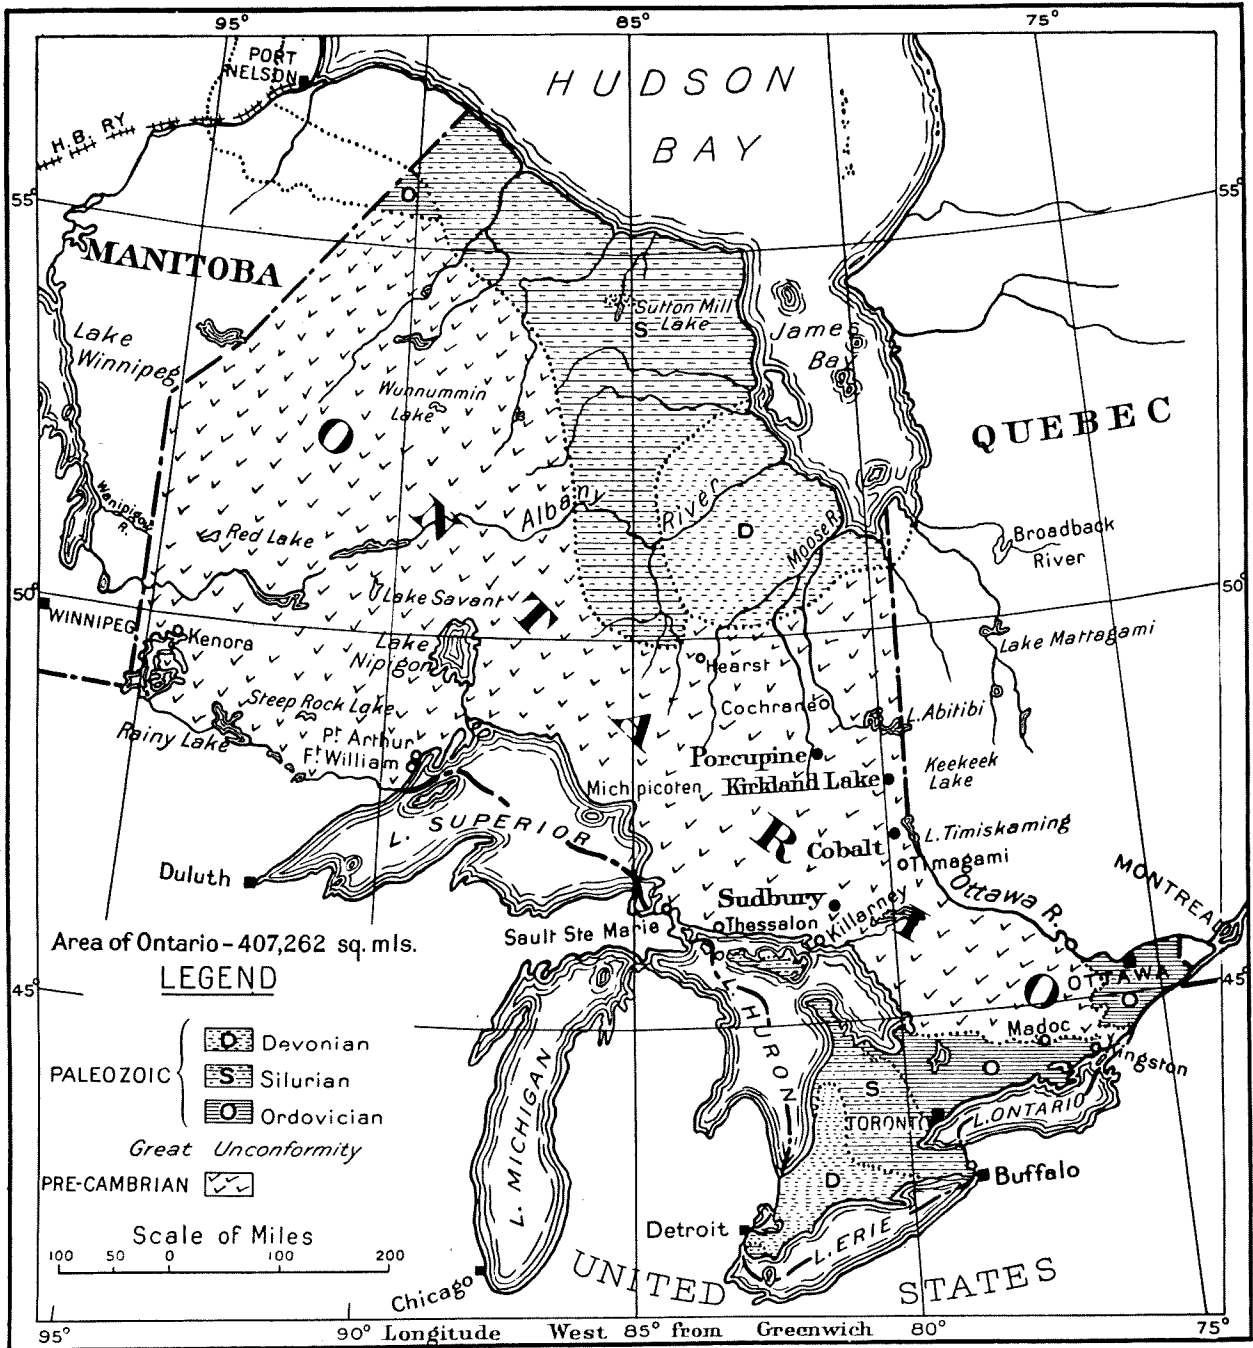 95°
85°
75°
PORT
NELSON
HUDSON
BAY
H.B. RY
55°
55°
O
MANITOBA
Sutton Mill
Lake
S
James
Bay
Lake
Winnipeg
Wunnummin
Lake
QUEBEC
O
Wanipigow
R.
Albany
River
N
Red Lake
D
Moose R.
Broadback
River
50°
50°
Lake Savant
WINNIPEG
T
Kenora
Lake
Nipigon
Lake Mattagami
Hearst
Steep Rock Lake
Cochrane
L. Abitibi
Rainy Lake
Pt Arthur
Ft William
A
Porcupine
Keekeek
Lake
Michipicoten
Kirkland Lake
L. SUPERIOR
R
Cobalt
L. Timiskaming
Timagami
Duluth
MONTREAL
Sudbury
Ottawa R.
Killarney
Thessalon
I
Sault Ste Marie
Area of Ontario-407,262 sq. mls.
LEGEND
45°
45°
O
OTTAWA
L. HURON
O
Madoc
PALEOZOIC
D Devonian
S Silurian
O Ordovician
Kingston
O
S
L. MICHIGAN
L. ONTARIO
TORONTO
Great Unconformity
PRE-CAMBRIAN
D
Buffalo
Scale of Miles
100 50 0 100 200
Detroit
L. ERIE
Chicago
UNITED STATES
95°
90° Longitude West 85° from Greenwich 80°
75°